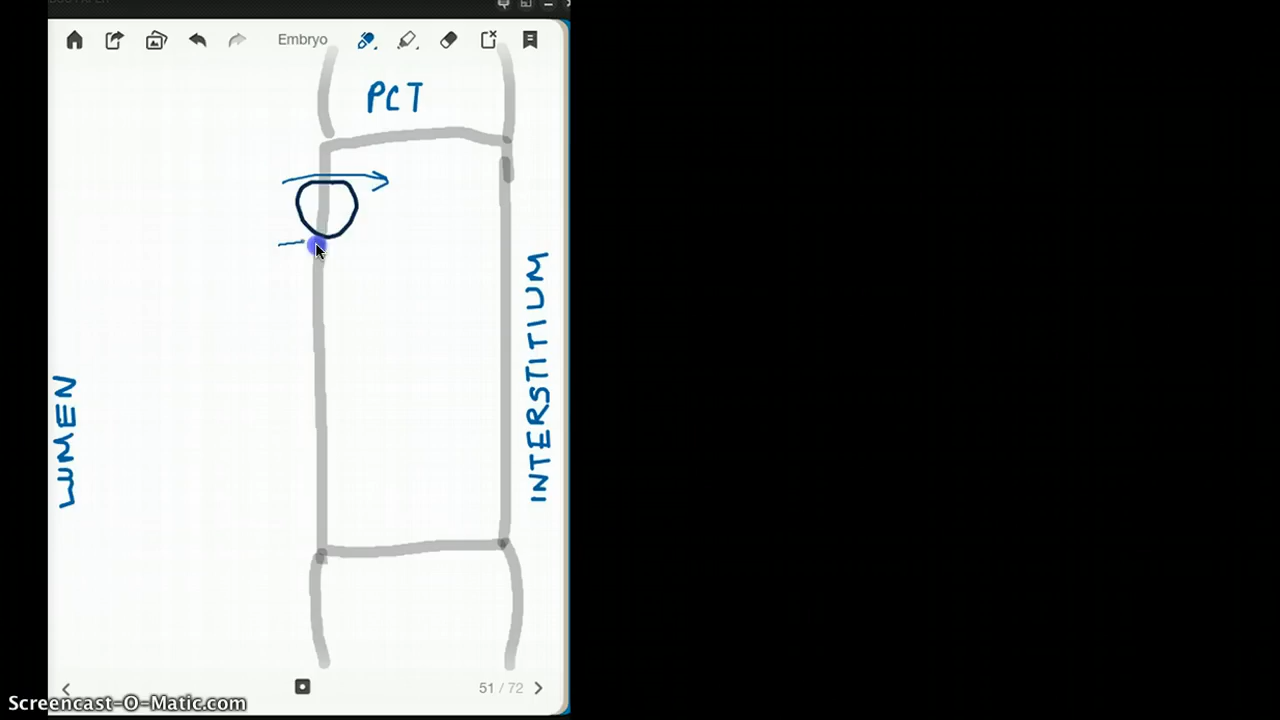 Embryo
PCT
INTERSTITIUM
LUMEN
51 / 72
Screencast-O-Matic.com